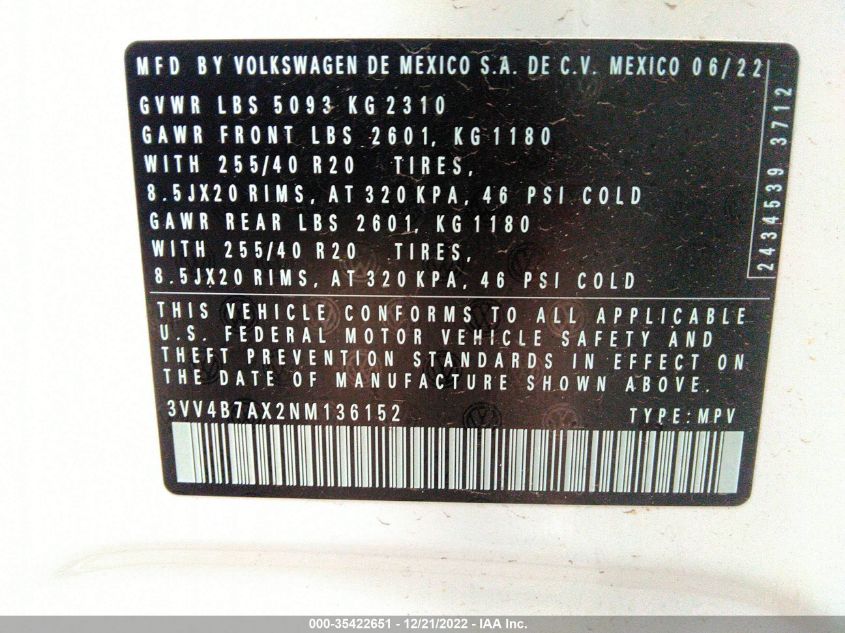 MFD BY VOLKSWAGEN DE MEXICO S.A. DE C.V. MEXICO 06/22
GVWR LBS 5093 KG 2310
GAWR FRONT LBS 2601, KG 1180
WITH 255/40 R20 TIRES,
8.5JX20 RIMS, AT 320 KPA, 46 PSI COLD
GAWR REAR LBS 2601, KG 1180
WITH 255/40 R20 TIRES,
8.5JX20 RIMS, AT 320 KPA, 46 PSI COLD
2434539 3712
THIS VEHICLE CONFORMS TO ALL APPLICABLE
U.S. FEDERAL MOTOR VEHICLE SAFETY AND
THEFT PREVENTION STANDARDS IN EFFECT ON
THE DATE OF MANUFACTURE SHOWN ABOVE.
3VV4B7AX2NM136152 TYPE: MPV
000-35422651 - 12/21/2022 - IAA Inc.